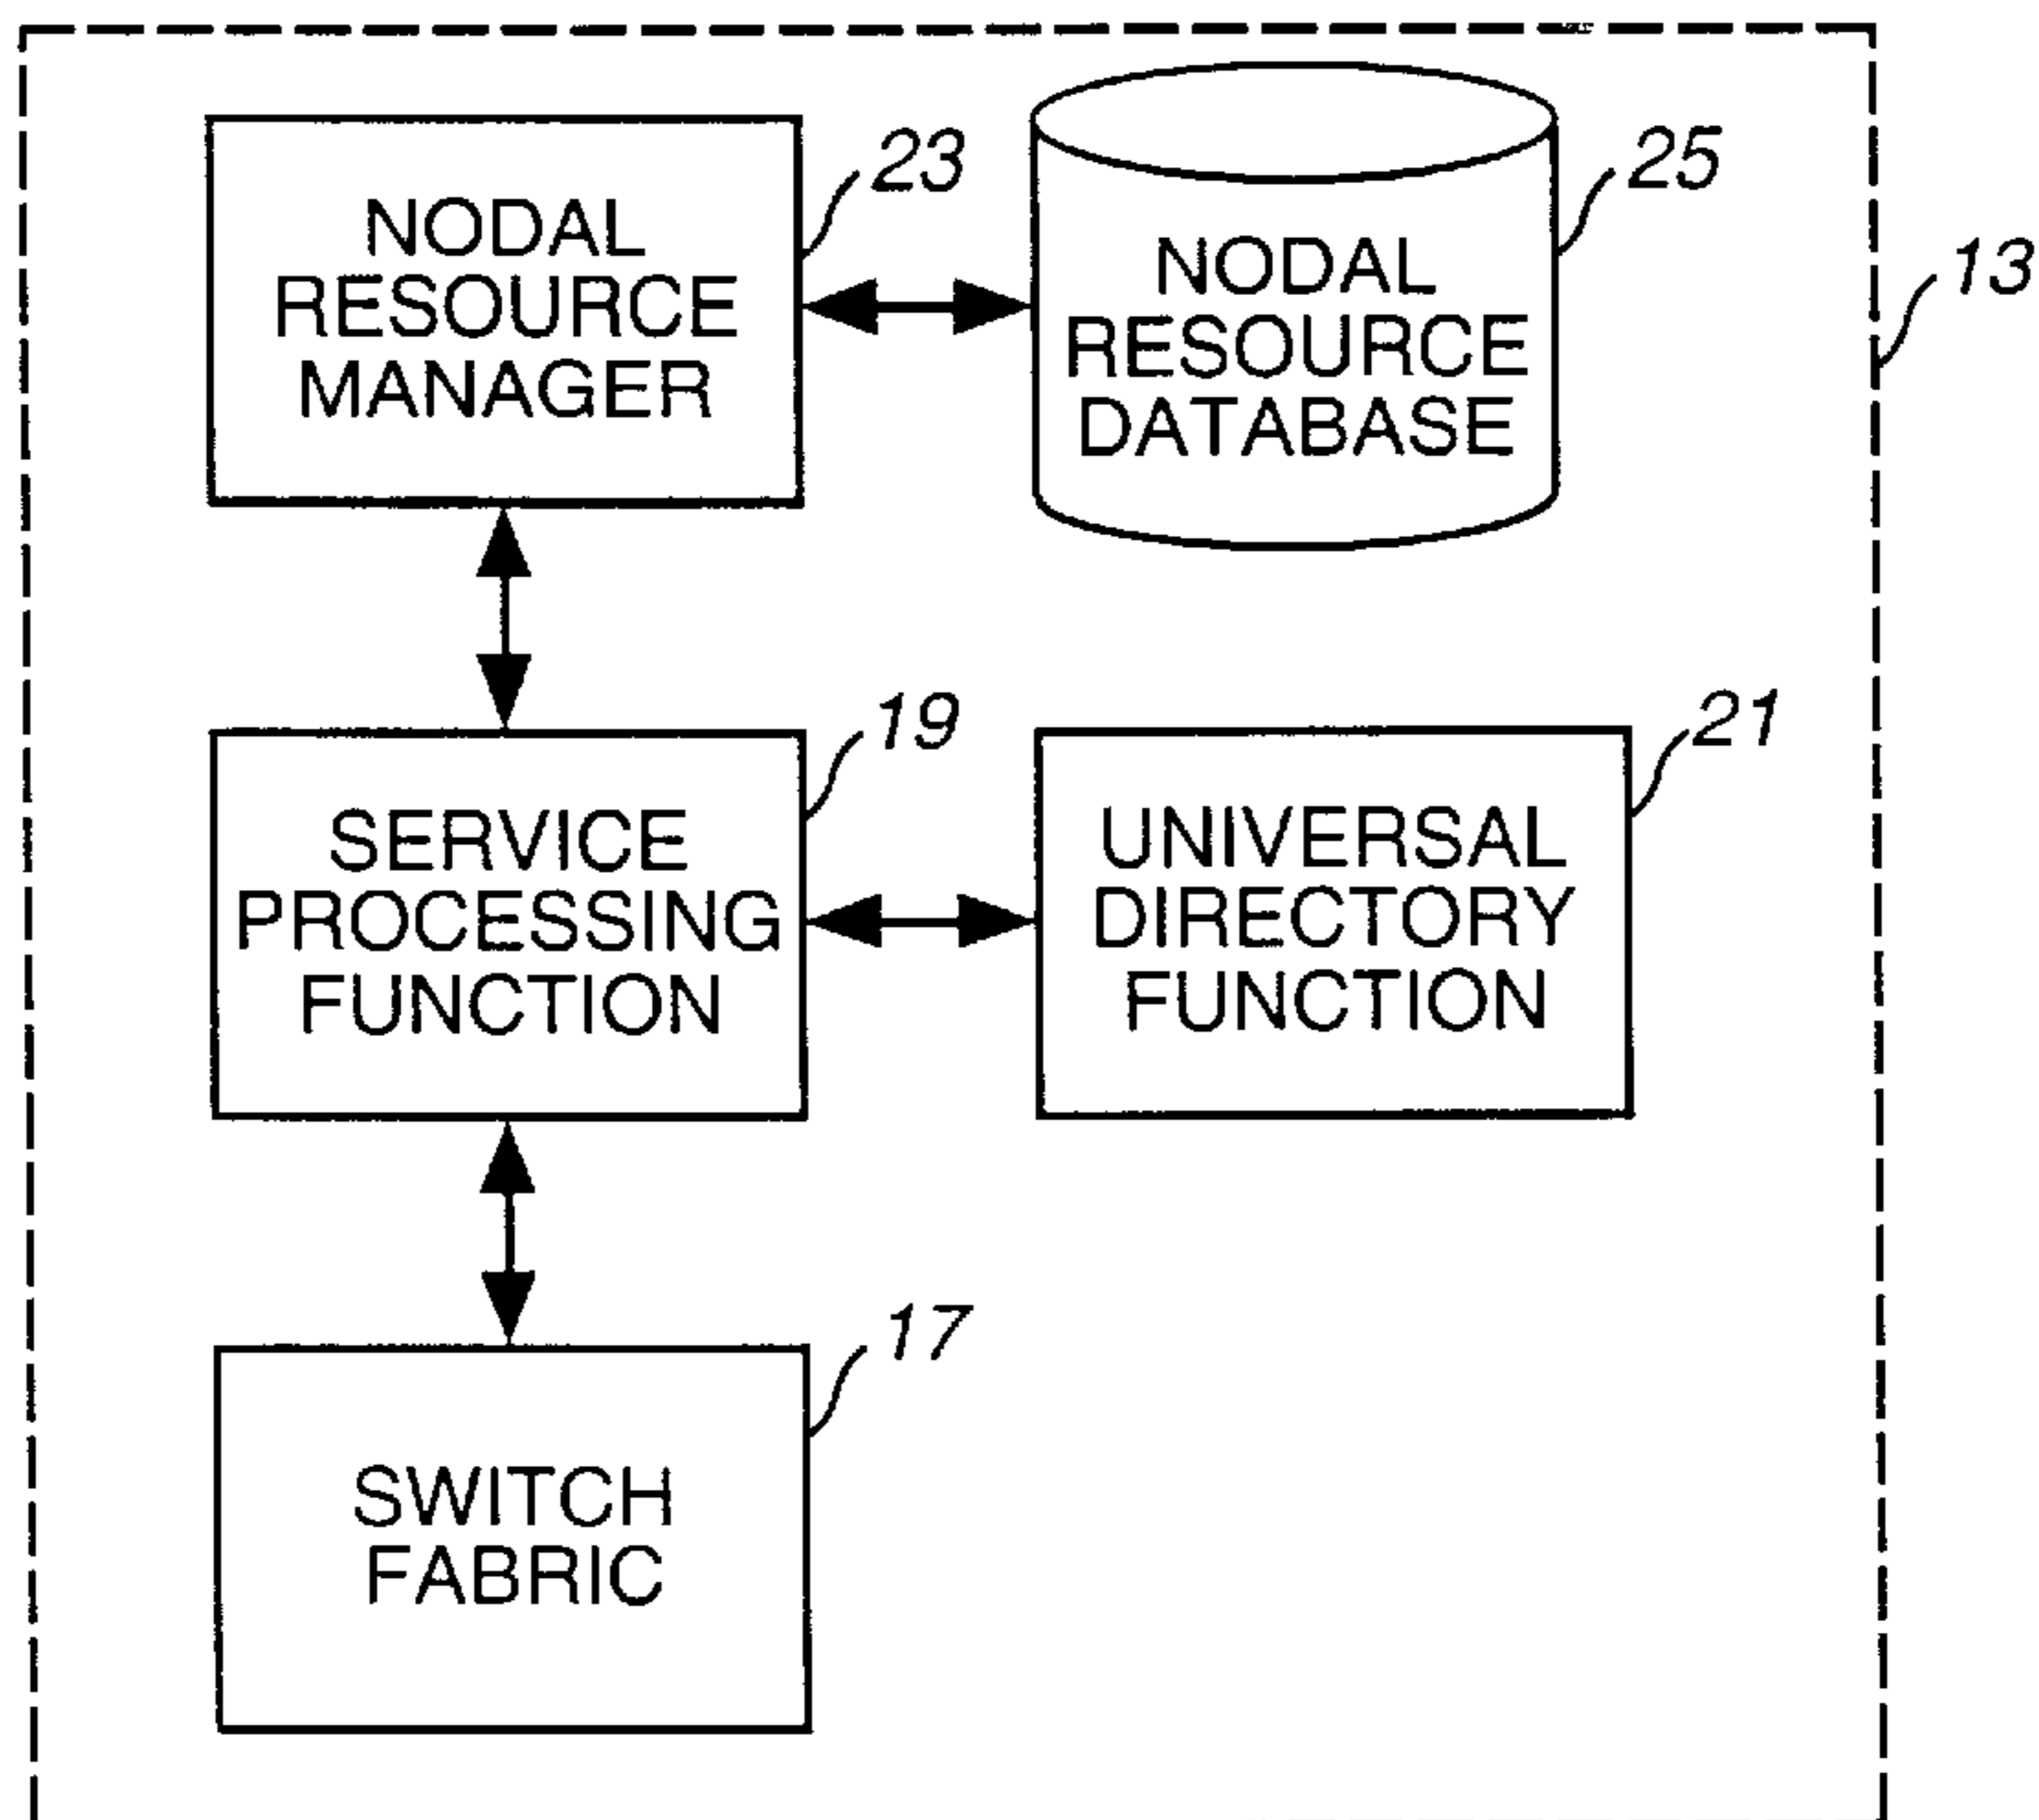 NODAL
RESOURCE
MANAGER
23
NODAL
RESOURCE
DATABASE
25
13
SERVICE
PROCESSING
FUNCTION
19
UNIVERSAL
DIRECTORY
FUNCTION
21
SWITCH
FABRIC
17